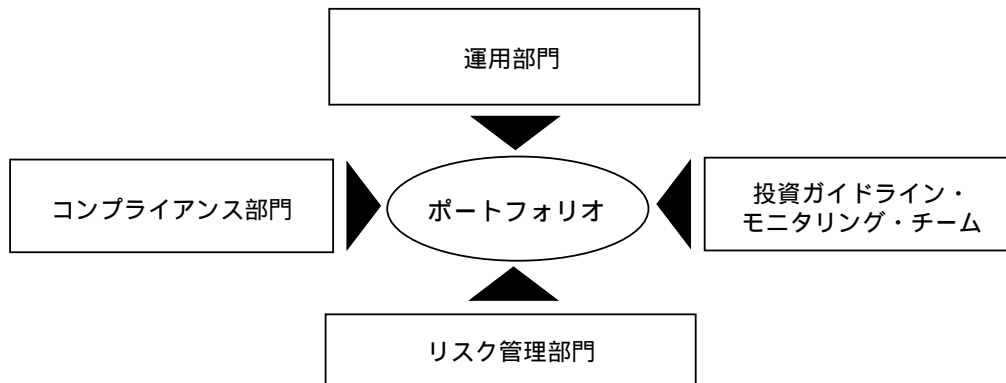 運用部門
コンプライアンス部門
ポートフォリオ
投資ガイドライン・
モニタリング・チーム
リスク管理部門